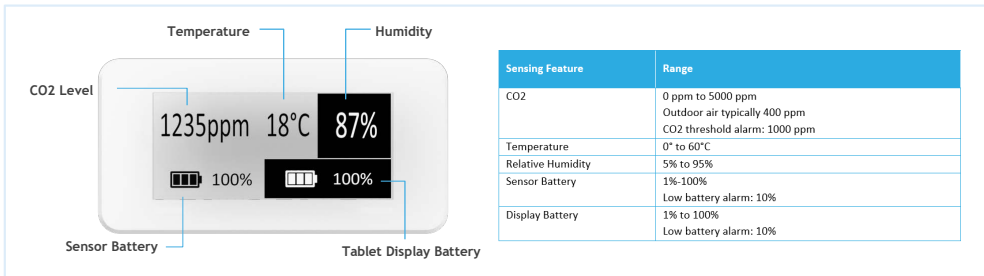 Temperature
Humidity
CO2 Level
1235ppm 18°C 87%
100% 100%
Sensor Battery
Tablet Display Battery
Sensing Feature Range
CO2 0 ppm to 5000 ppm
Outdoor air typically 400 ppm
CO2 threshold alarm: 1000 ppm
Temperature 0° to 60°C
Relative Humidity 5% to 95%
Sensor Battery 1%-100%
Low battery alarm: 10%
Display Battery 1% to 100%
Low battery alarm: 10%